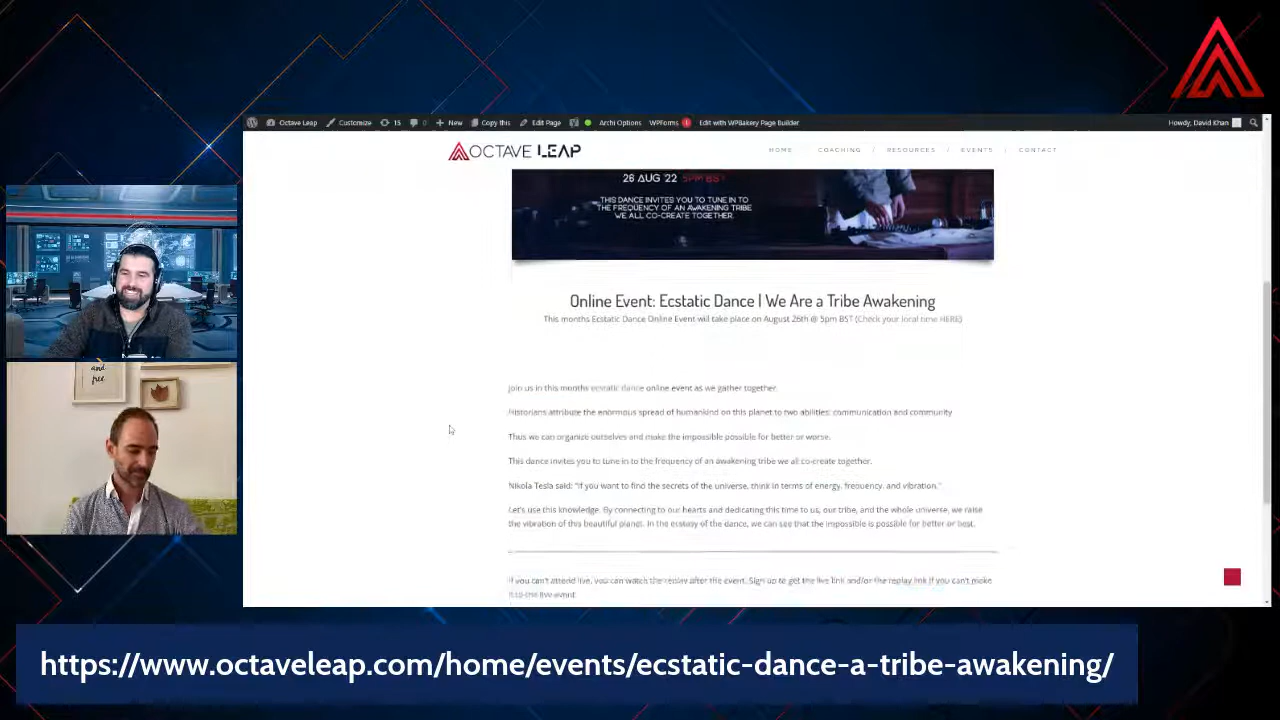 Octave Leap
Customize
15
0
New
Copy this
Edit Page
Archi Options
WPForms
Edit with WPBakery Page Builder
Howdy, David Khan
OCTAVE LEAP
HOME / COACHING / RESOURCES / EVENTS / CONTACT
26 AUG '22 5PM BST
THIS DANCE INVITES YOU TO TUNE IN TO
THE FREQUENCY OF AN AWAKENING TRIBE
WE ALL CO-CREATE TOGETHER.
Online Event: Ecstatic Dance | We Are a Tribe Awakening
This months Ecstatic Dance Online Event will take place on August 26th @ 5pm BST (Check your local time HERE)
and
free
Join us in this months ecstatic dance online event as we gather together.
Historians attribute the enormous spread of humankind on this planet to two abilities: communication and community
Thus we can organize ourselves and make the impossible possible for better or worse.
This dance invites you to tune in to the frequency of an awakening tribe we all co-create together.
Nikola Tesla said: "If you want to find the secrets of the universe, think in terms of energy, frequency, and vibration."
Let's use this knowledge. By connecting to our hearts and dedicating this time to us, our tribe, and the whole universe, we raise
the vibration of this beautiful planet. In the ecstasy of the dance, we can see that the impossible is possible for better or best.
If you can't attend live, you can watch the replay after the event. Sign up to get the live link and/or the replay link if you can't make
it to the live event.
https://www.octaveleap.com/home/events/ecstatic-dance-a-tribe-awakening/